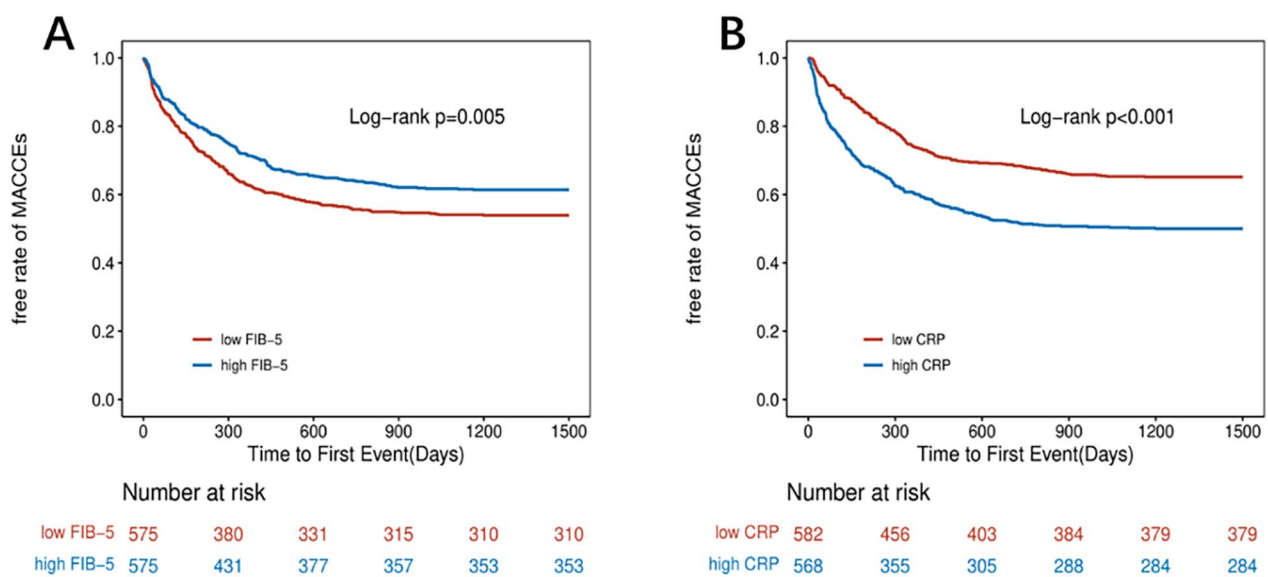 A
free rate of MACCEs
1.0
0.8
0.6
0.4
0.2
0.0
Log-rank p=0.005
low FIB-5
high FIB-5
0 300 600 900 1200 1500
Time to First Event(Days)
Number at risk
low FIB-5 575 380 331 315 310 310
high FIB-5 575 431 377 357 353 353
B
free rate of MACCEs
1.0
0.8
0.6
0.4
0.2
0.0
Log-rank p<0.001
low CRP
high CRP
0 300 600 900 1200 1500
Time to First Event(Days)
Number at risk
low CRP 582 456 403 384 379 379
high CRP 568 355 305 288 284 284